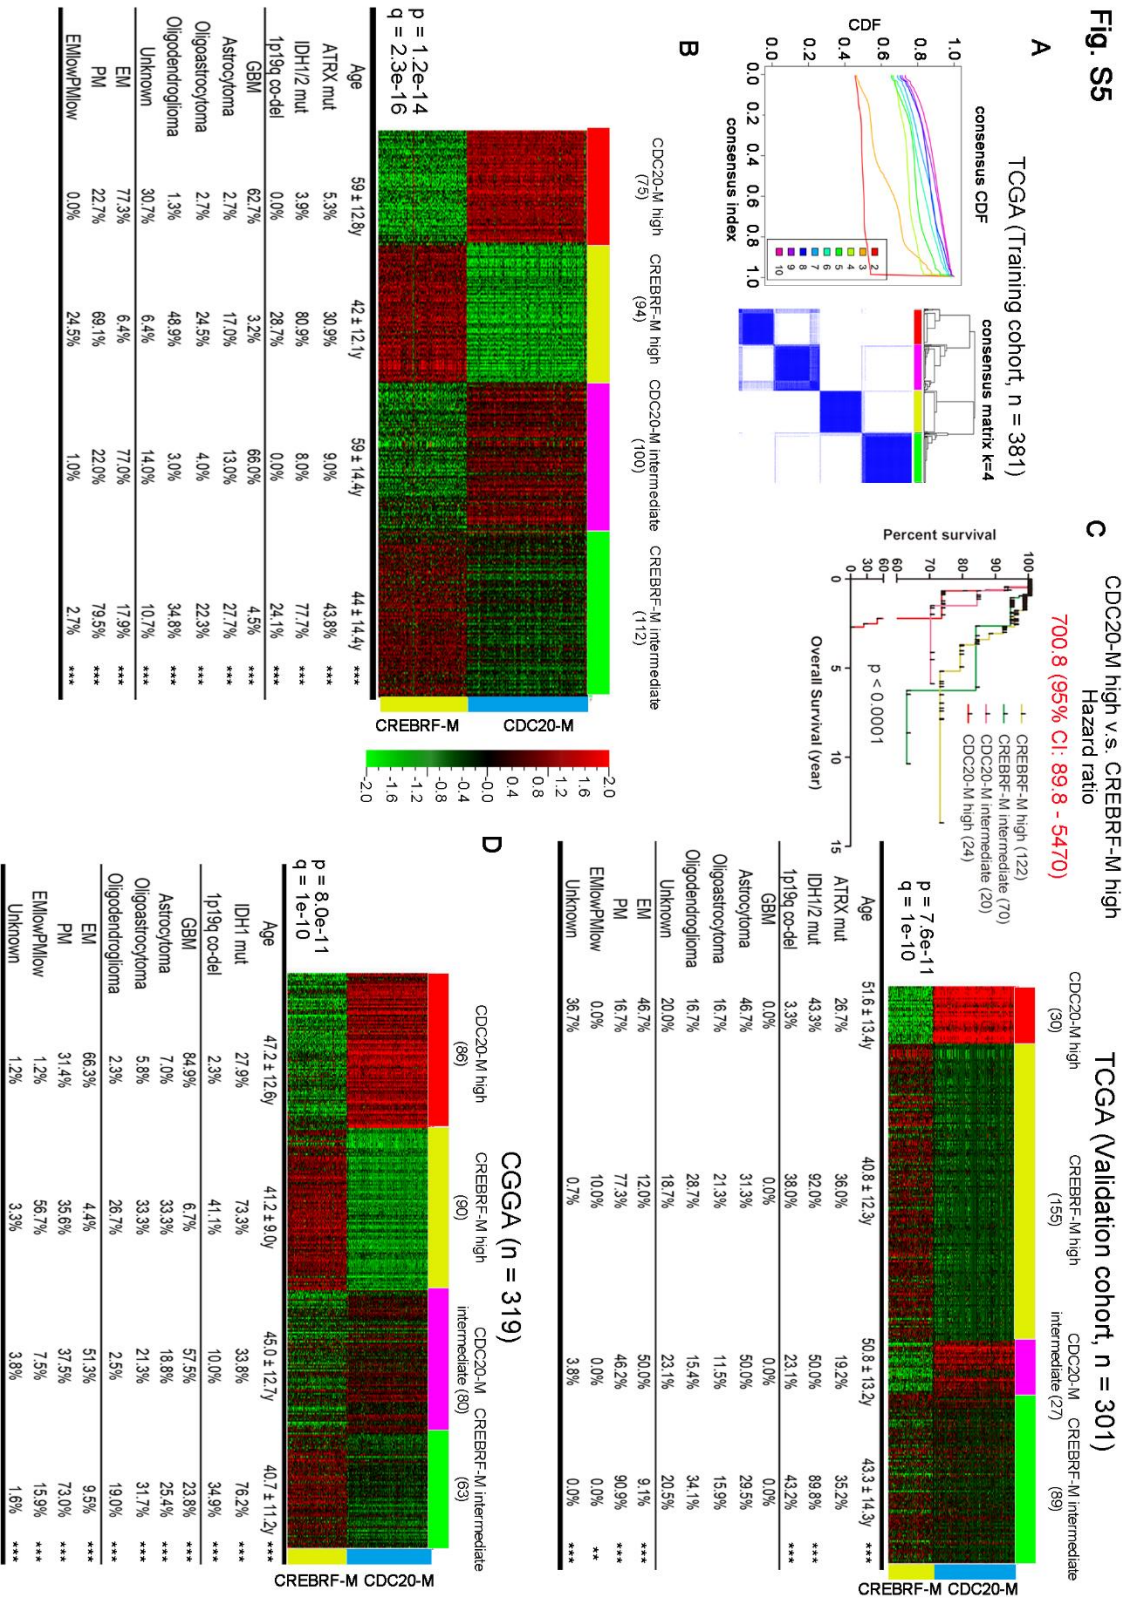 Fig. S5
A
TCGA (Training cohort, n = 381)
consensus CDF
CDF
1.0
0.8
0.6
0.4
0.2
0.0
0.0 0.2 0.4 0.6 0.8 1.0
consensus index
2
3
4
5
6
7
8
9
10
consensus matrix k=4
B
CDC20-M high (75)
CREBRF-M high (94)
CDC20-M intermediate (100)
CREBRF-M intermediate (112)
p = 1.2e-14
q = 2.3e-16
CDC20-M
CREBRF-M
2.0
1.6
1.2
0.8
0.4
-0.0
-0.4
-0.8
-1.2
-1.6
-2.0
Age 59 ± 12.8y 42 ± 12.1y 59 ± 14.4y 44 ± 14.4y ***
ATRX mut 5.3% 30.9% 9.0% 43.8% ***
IDH1/2 mut 3.9% 80.9% 8.0% 77.7% ***
1p19q co-del 0.0% 28.7% 0.0% 24.1% ***
GBM 62.7% 3.2% 66.0% 4.5% ***
Astrocytoma 2.7% 17.0% 13.0% 27.7% ***
Oligoastrocytoma 2.7% 24.5% 4.0% 22.3% ***
Oligodendroglioma 1.3% 48.9% 3.0% 34.8% ***
Unknown 30.7% 6.4% 14.0% 10.7% ***
EM 77.3% 6.4% 77.0% 17.9% ***
PM 22.7% 69.1% 22.0% 79.5% ***
EMlowPMlow 0.0% 24.5% 1.0% 2.7% ***
C
CDC20-M high v.s. CREBRF-M high
Hazard ratio
700.8 (95% CI: 89.8 - 5470)
Percent survival
100
90
80
70
60
60
30
0
0 5 10 15
Overall Survival (year)
p < 0.0001
CREBRF-M high (122)
CREBRF-M intermediate (70)
CDC20-M intermediate (20)
CDC20-M high (24)
TCGA (Validation cohort, n = 301)
CDC20-M high (30)
CREBRF-M high (155)
CDC20-M intermediate (27)
CREBRF-M intermediate (89)
p = 7.6e-11
q = 1e-10
CDC20-M
CREBRF-M
Age 51.6 ± 13.4y 40.8 ± 12.3y 50.8 ± 13.2y 43.3 ± 14.3y ***
ATRX mut 26.7% 36.0% 19.2% 35.2%
IDH1/2 mut 43.3% 92.0% 50.0% 89.8% ***
1p19q co-del 3.3% 38.0% 23.1% 43.2% ***
GBM 0.0% 0.0% 0.0% 0.0%
Astrocytoma 46.7% 31.3% 50.0% 29.5%
Oligoastrocytoma 16.7% 21.3% 11.5% 15.9%
Oligodendroglioma 16.7% 28.7% 15.4% 34.1%
Unknown 20.0% 18.7% 23.1% 20.5%
EM 46.7% 12.0% 50.0% 9.1% ***
PM 16.7% 77.3% 46.2% 90.9% ***
EMlowPMlow 0.0% 10.0% 0.0% 0.0% **
Unknown 36.7% 0.7% 3.8% 0.0% ***
D
CGGA (n = 319)
CDC20-M high (86)
CREBRF-M high (90)
CDC20-M intermediate (80)
CREBRF-M intermediate (63)
p = 8.0e-11
q = 1e-10
CDC20-M
CREBRF-M
Age 47.2 ± 12.6y 41.2 ± 9.0y 45.0 ± 12.7y 40.7 ± 11.2y ***
IDH1 mut 27.9% 73.3% 33.8% 76.2% ***
1p19q co-del 2.3% 41.1% 10.0% 34.9% ***
GBM 84.9% 6.7% 57.5% 23.8% ***
Astrocytoma 7.0% 33.3% 18.8% 25.4% ***
Oligoastrocytoma 5.8% 33.3% 21.3% 31.7% ***
Oligodendroglioma 2.3% 26.7% 2.5% 19.0% ***
EM 66.3% 4.4% 51.3% 9.5% ***
PM 31.4% 35.6% 37.5% 73.0% ***
EMlowPMlow 1.2% 56.7% 7.5% 15.9% ***
Unknown 1.2% 3.3% 3.8% 1.6% ***